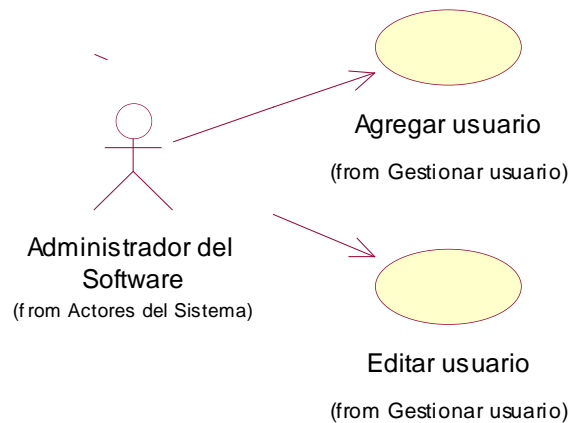 Agregar usuario
(from Gestionar usuario)
Administrador del
Software
(from Actores del Sistema)
Editar usuario
(from Gestionar usuario)